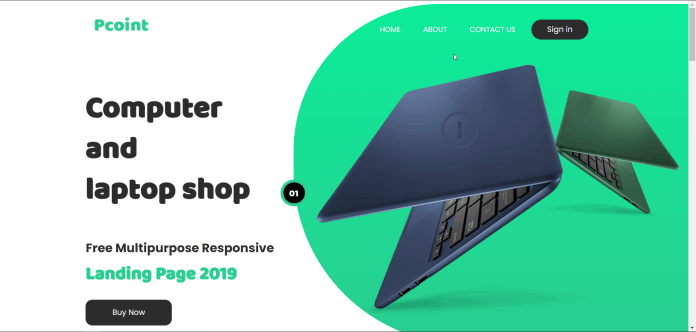 Pcoint
HOME ABOUT CONTACT US Sign in
Computer
and
laptop shop
01
Free Multipurpose Responsive
Landing Page 2019
Buy Now